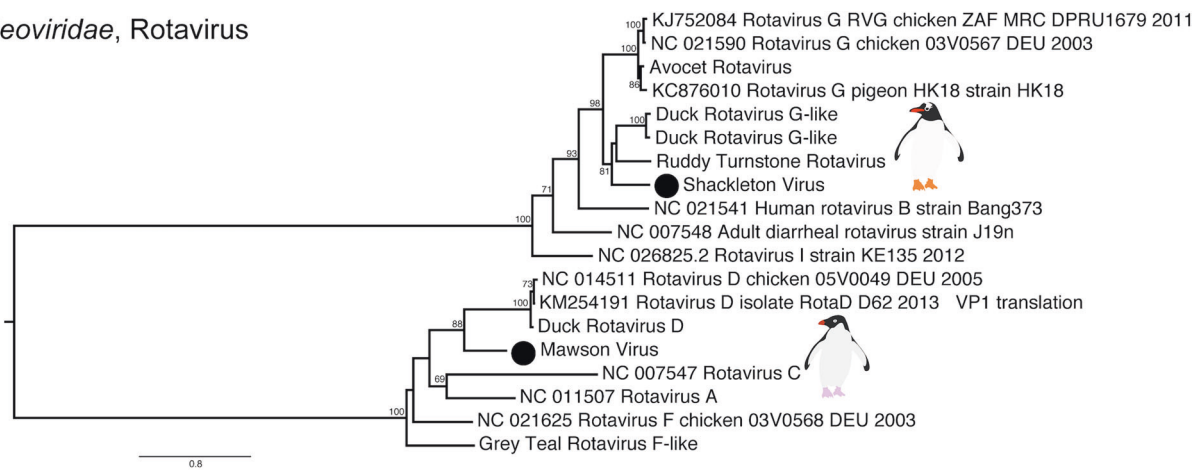 eoviridae, Rotavirus
100
KJ752084 Rotavirus G RVG chicken ZAF MRC DPRU1679 2011
100
NC 021590 Rotavirus G chicken 03V0567 DEU 2003
Avocet Rotavirus
86
KC876010 Rotavirus G pigeon HK18 strain HK18
98
Duck Rotavirus G-like
100
Duck Rotavirus G-like
93
Ruddy Turnstone Rotavirus
81
Shackleton Virus
71
NC 021541 Human rotavirus B strain Bang373
100
NC 007548 Adult diarrheal rotavirus strain J19n
NC 026825.2 Rotavirus I strain KE135 2012
73
NC 014511 Rotavirus D chicken 05V0049 DEU 2005
100
KM254191 Rotavirus D isolate RotaD D62 2013 VP1 translation
88
Duck Rotavirus D
Mawson Virus
NC 007547 Rotavirus C
69
NC 011507 Rotavirus A
100
NC 021625 Rotavirus F chicken 03V0568 DEU 2003
Grey Teal Rotavirus F-like
0.8